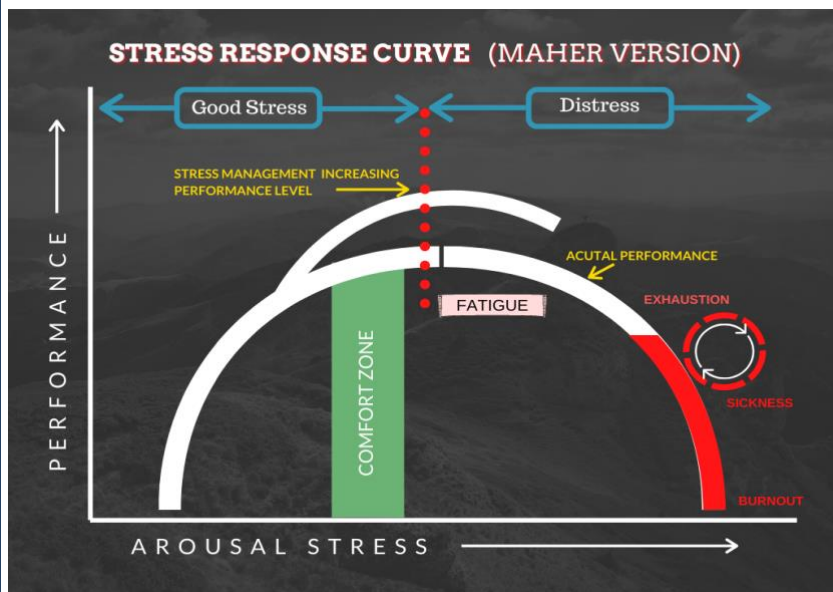 STRESS RESPONSE CURVE (MAHER VERSION)
Good Stress
Distress
STRESS MANAGEMENT INCREASING
PERFORMANCE LEVEL
ACUTAL PERFORMANCE
FATIGUE
EXHAUSTION
SICKNESS
BURNOUT
COMFORT ZONE
PERFORMANCE
AROUSAL STRESS